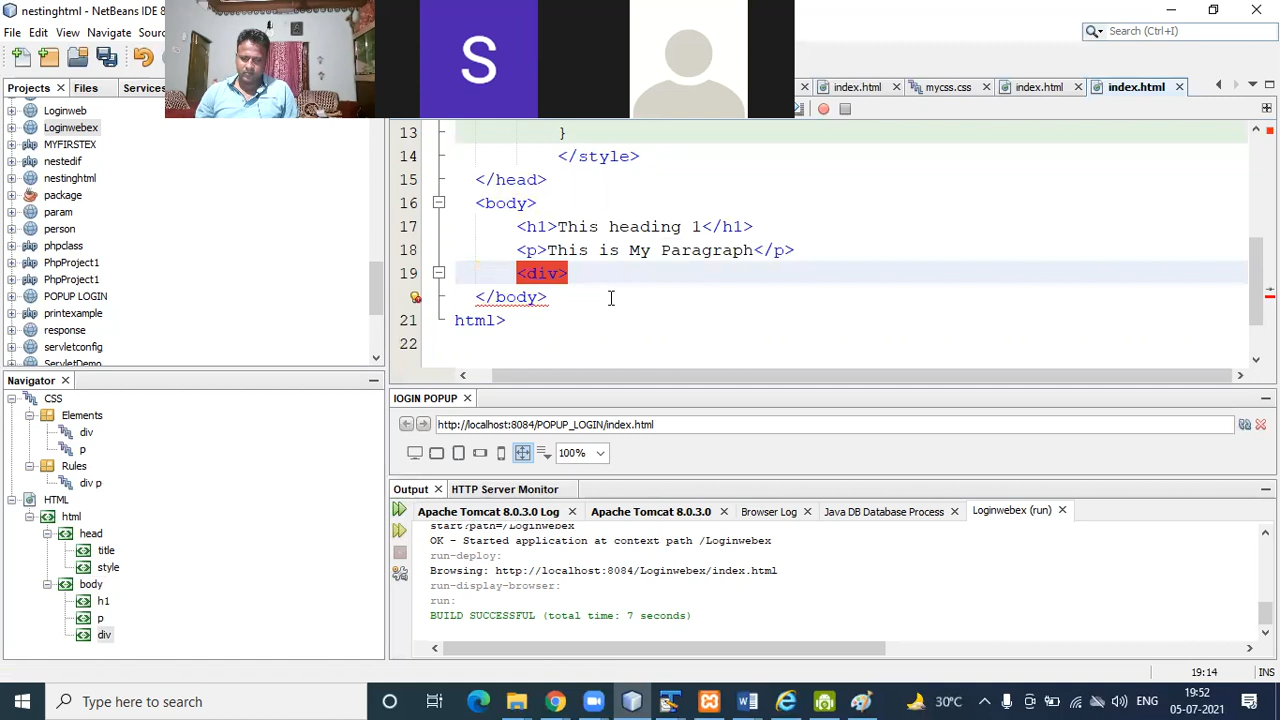 nestinghtml - NetBeans IDE 8
File Edit View Navigate Sourc
Search (Ctrl+I)
S
Projects Files Services
index.html mycss.css index.html index.html
Loginweb
Loginwebex
MYFIRSTEX
nestedif
nestinghtml
package
param
person
phpclass
PhpProject1
PhpProject1
POPUP LOGIN
printexample
response
servletconfig
ServletDemo
13 }
14 </style>
15 </head>
16 <body>
17 <h1>This heading 1</h1>
18 <p>This is My Paragraph</p>
19 <div>
</body>
21 html>
22
Navigator
CSS
Elements
div
p
Rules
div p
HTML
html
head
title
style
body
h1
p
div
lOGIN POPUP
http://localhost:8084/POPUP_LOGIN/index.html
100%
Output HTTP Server Monitor
Apache Tomcat 8.0.3.0 Log Apache Tomcat 8.0.3.0 Browser Log Java DB Database Process Loginwebex (run)
start?path=/Loginwebex
OK - Started application at context path /Loginwebex
run-deploy:
Browsing: http://localhost:8084/Loginwebex/index.html
run-display-browser:
run:
BUILD SUCCESSFUL (total time: 7 seconds)
19:14 INS
Type here to search
30°C ENG 19:52
05-07-2021